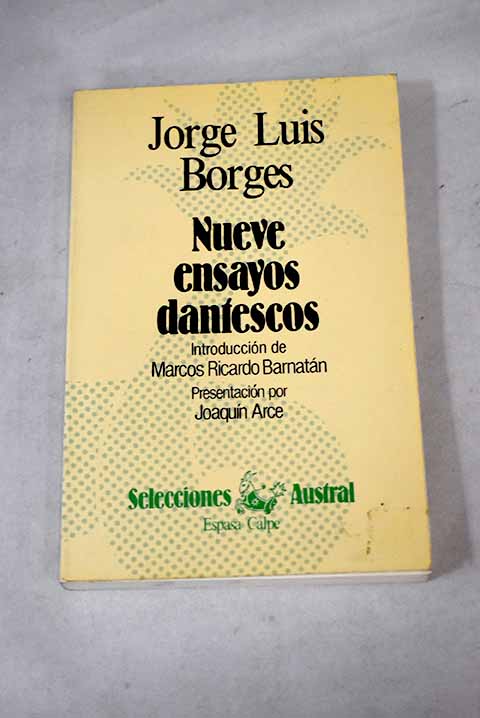 Jorge Luis
Borges
Nueve
ensayos
dantescos
Introducción de
Marcos Ricardo Barnatán
Presentación por
Joaquín Arce
Selecciones Austral
Espasa Calpe